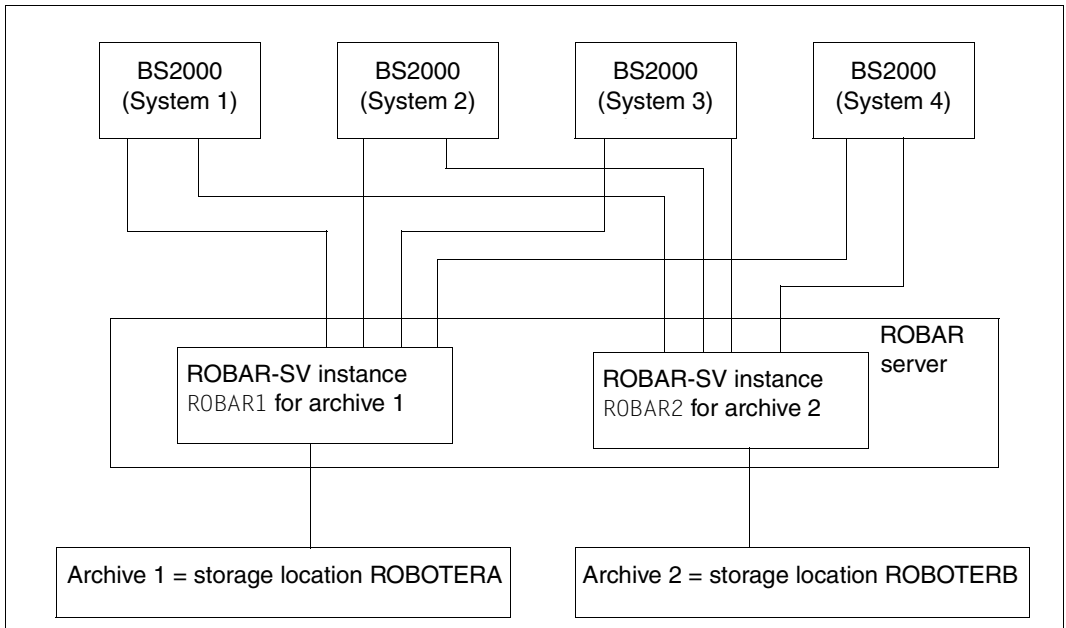 BS2000
(System 1)
BS2000
(System 2)
BS2000
(System 3)
BS2000
(System 4)
ROBAR
server
ROBAR-SV instance
ROBAR1 for archive 1
ROBAR-SV instance
ROBAR2 for archive 2
Archive 1 = storage location ROBOTERA
Archive 2 = storage location ROBOTERB